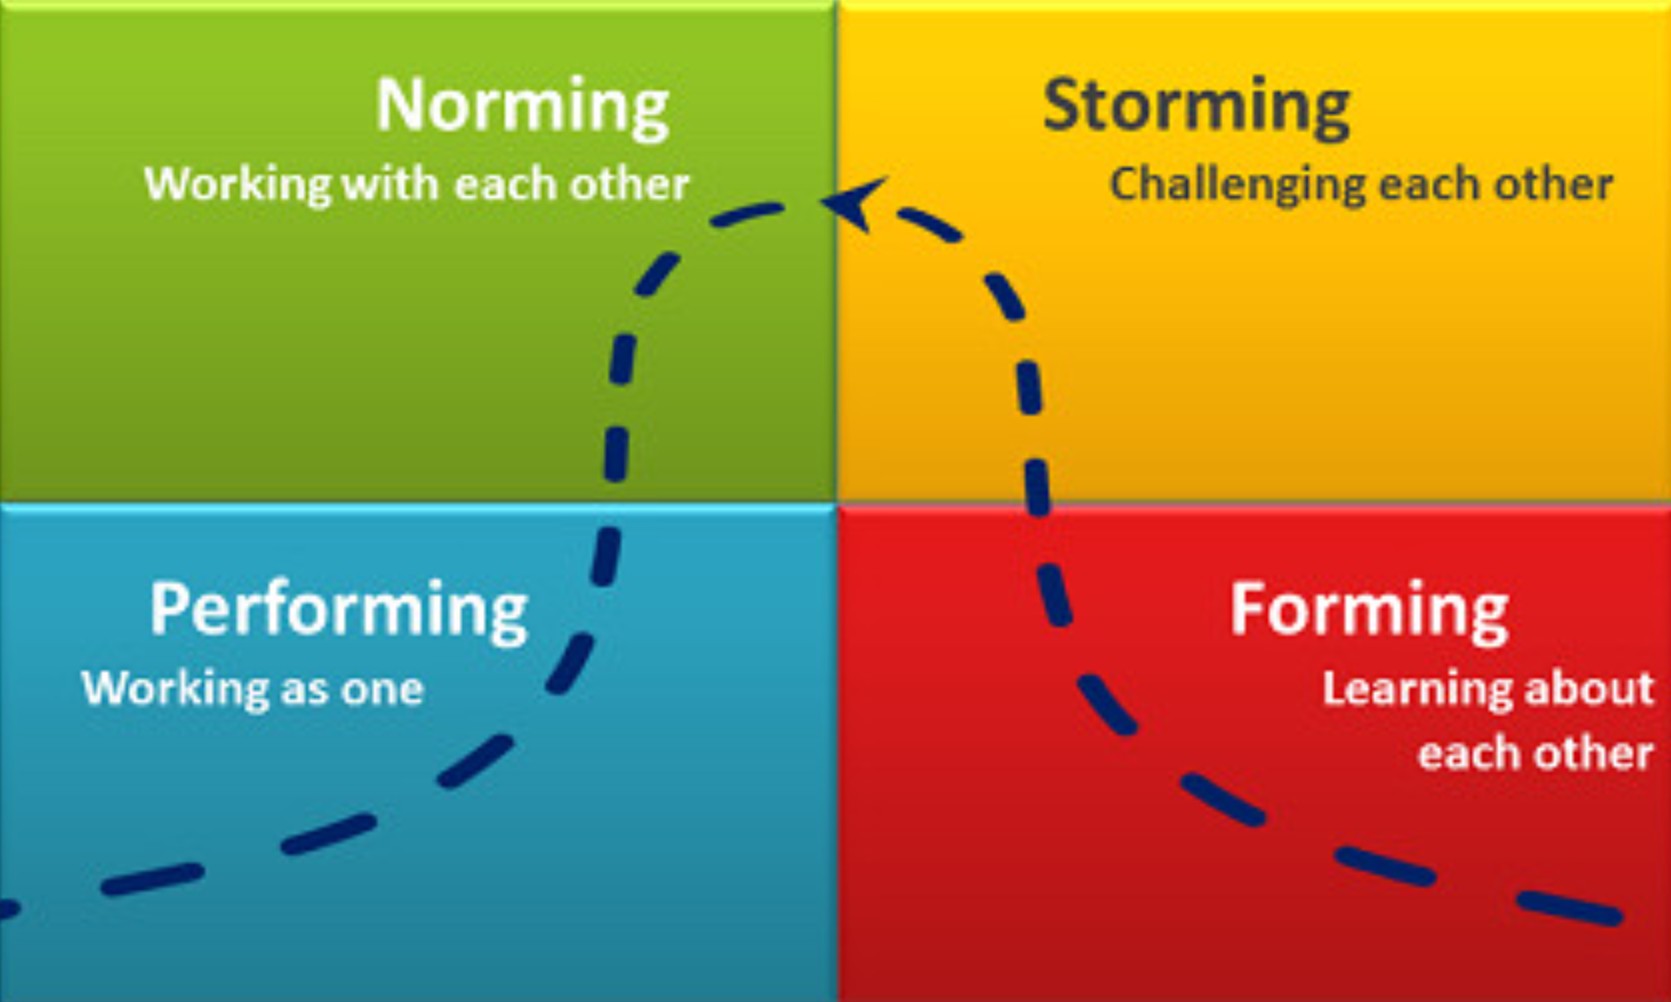 Norming
Working with each other
Storming
Challenging each other
Performing
Working as one
Forming
Learning about
each other